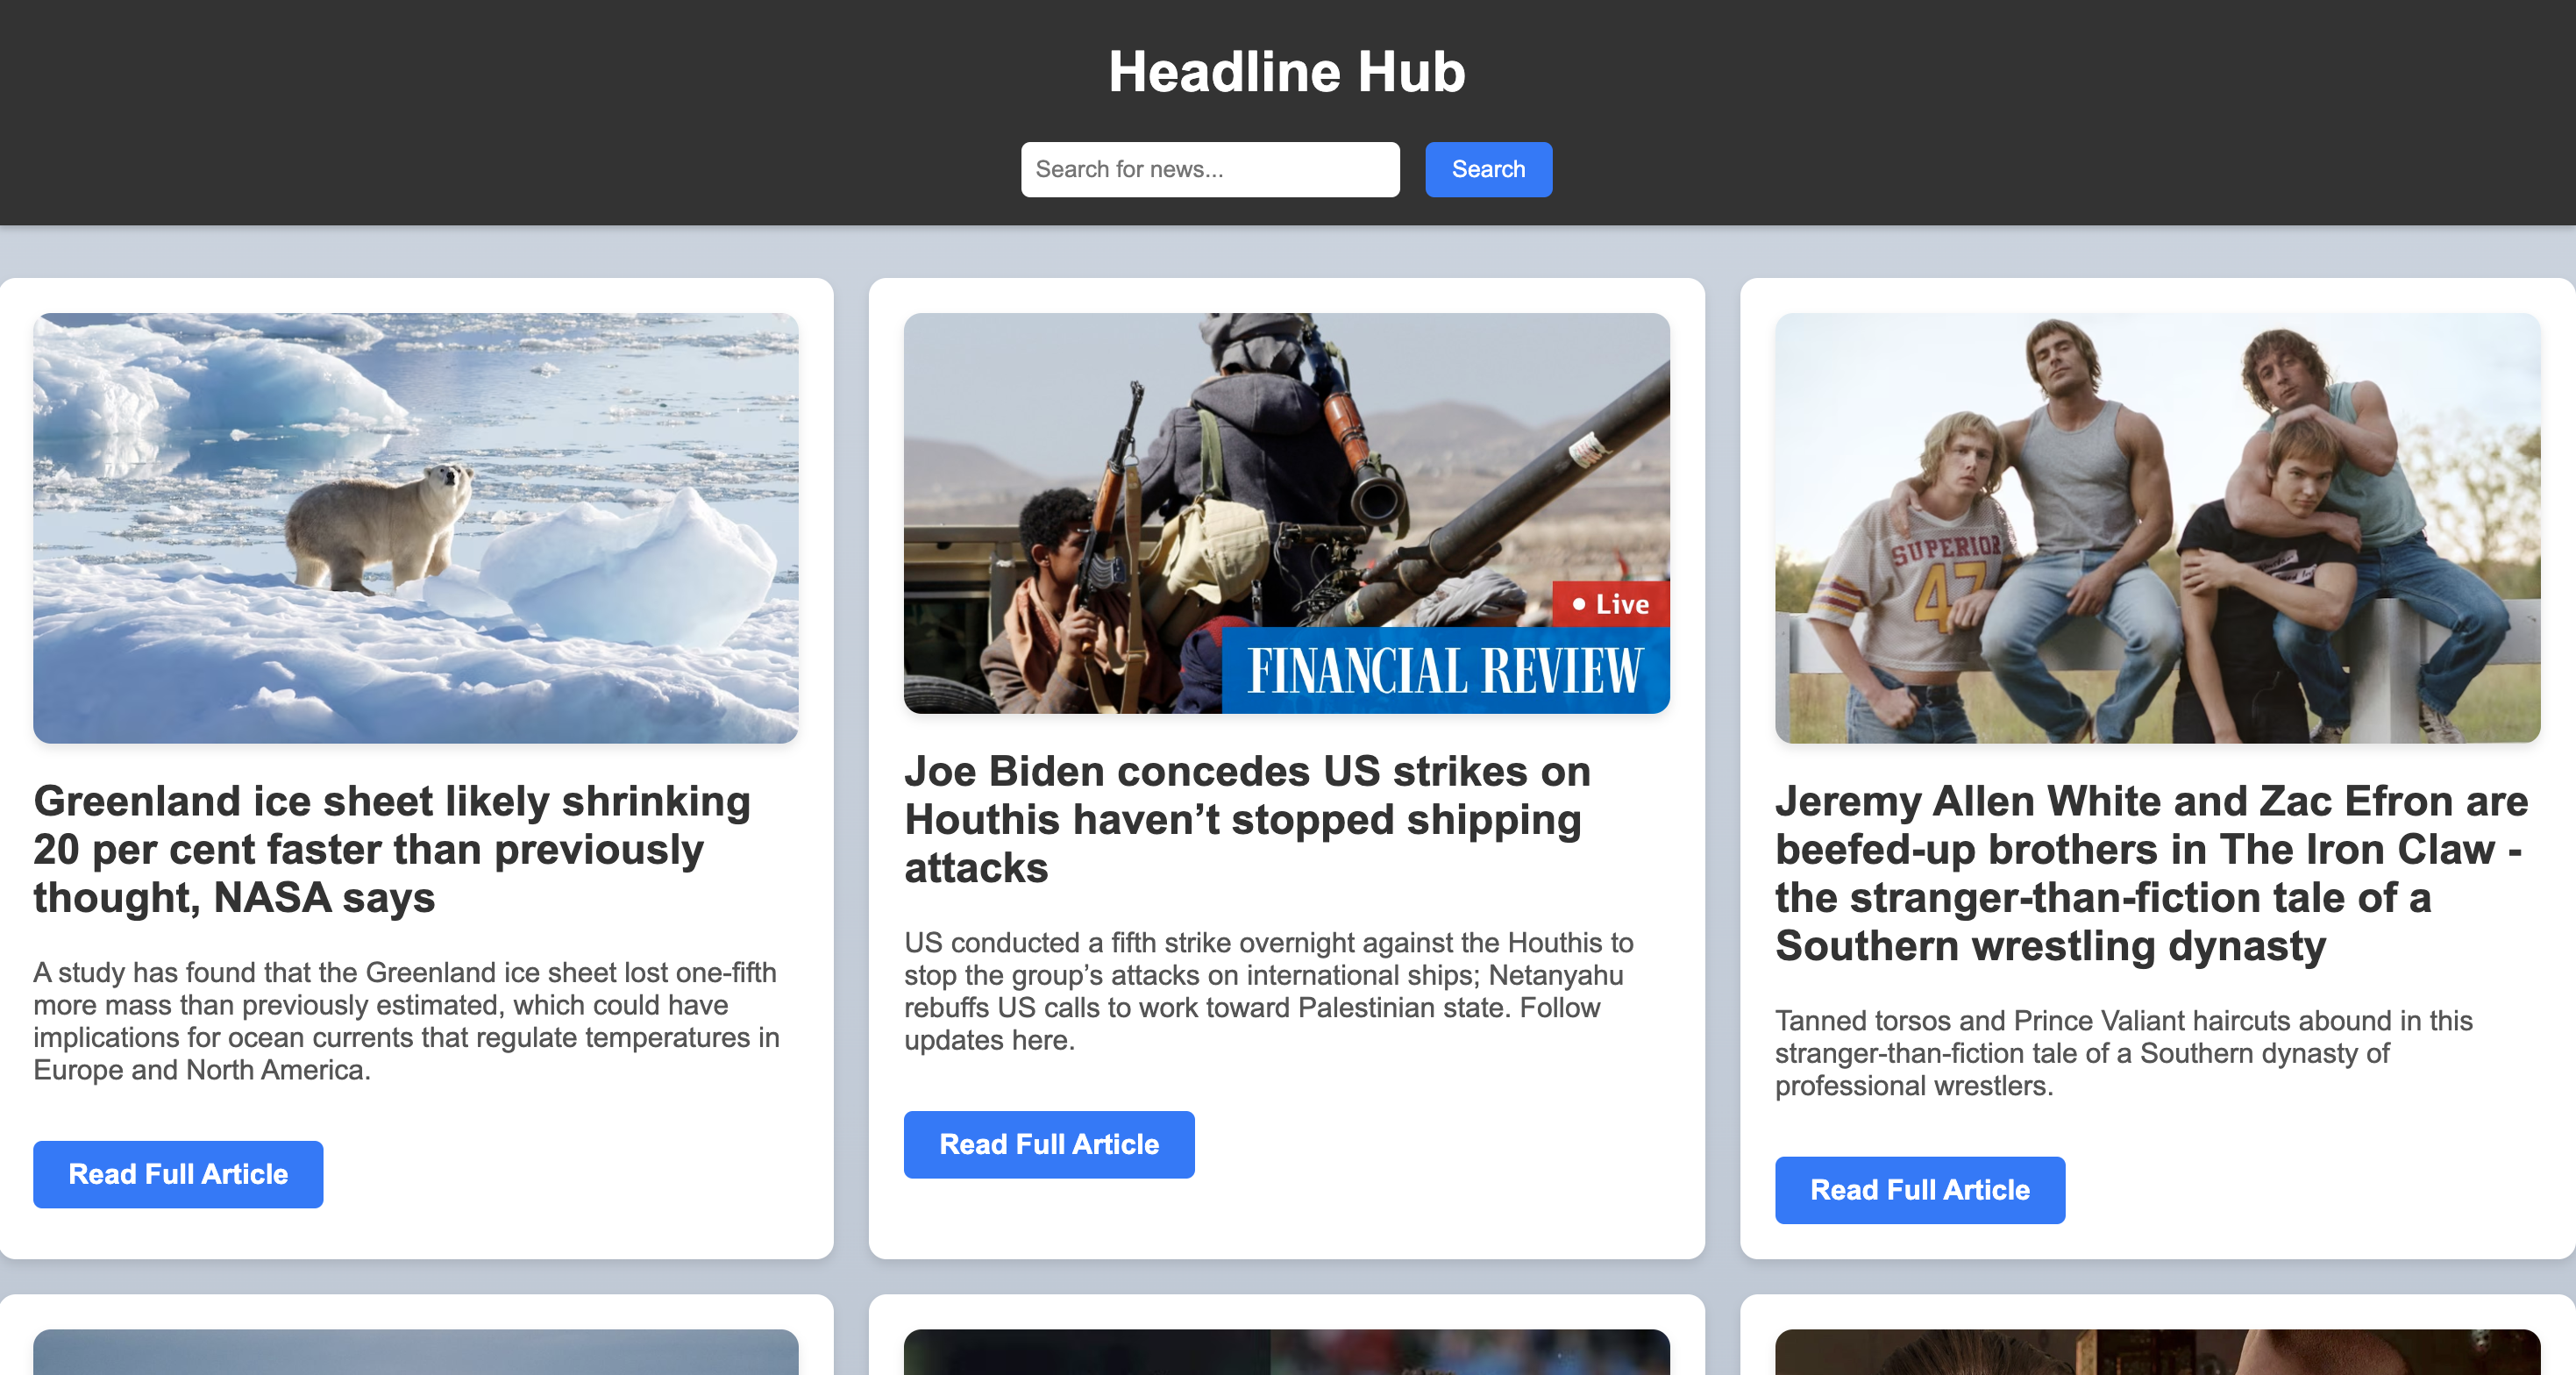 Headline Hub
Search for news...
Search
SUPERIOR
47
Live
FINANCIAL REVIEW
Greenland ice sheet likely shrinking
20 per cent faster than previously
thought, NASA says
A study has found that the Greenland ice sheet lost one-fifth
more mass than previously estimated, which could have
implications for ocean currents that regulate temperatures in
Europe and North America.
Read Full Article
Joe Biden concedes US strikes on
Houthis haven’t stopped shipping
attacks
US conducted a fifth strike overnight against the Houthis to
stop the group’s attacks on international ships; Netanyahu
rebuffs US calls to work toward Palestinian state. Follow
updates here.
Read Full Article
Jeremy Allen White and Zac Efron are
beefed-up brothers in The Iron Claw -
the stranger-than-fiction tale of a
Southern wrestling dynasty
Tanned torsos and Prince Valiant haircuts abound in this
stranger-than-fiction tale of a Southern dynasty of
professional wrestlers.
Read Full Article